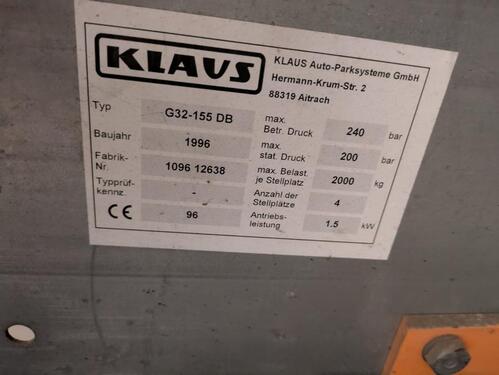 KLAUS
KLAUS Auto-Parksysteme GmbH
Hermann-Krum-Str. 2
88319 Aitrach
Typ G32-155 DB
Baujahr 1996
Fabrik-
Nr. 1096 12638
Typprüf-
kennz. -
CE 96
max.
Betr. Druck 240 bar
max.
stat. Druck 200 bar
max. Belast.
je Stellplatz 2000 kg
Anzahl der
Stellplätze 4
Antriebs-
leistung 1.5 kW